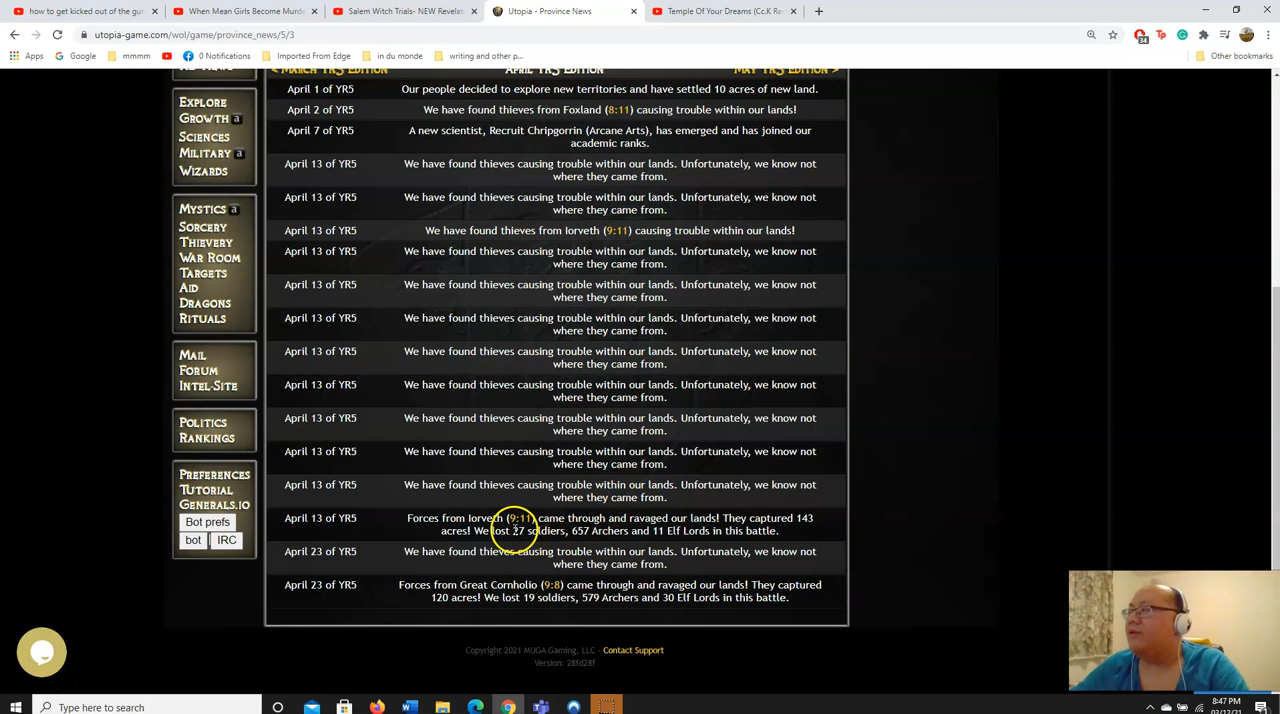 how to get kicked out of the gun
When Mean Girls Become Murde
Salem Witch Trials- NEW Revelat
Utopia - Province News
Temple Of Your Dreams (Cc.K Rec
utopia-game.com/wol/game/province_news/5/3
34
Apps Google mmmm 0 Notifications Imported From Edge in du monde writing and other p... Other bookmarks
< March YR5 Edition April YR5 Edition May YR5 Edition >
Explore
Growth a
Sciences
Military a
Wizards
Mystics a
Sorcery
Thievery
War Room
Targets
Aid
Dragons
Rituals
Mail
Forum
Intel-Site
Politics
Rankings
Preferences
Tutorial
Generals.io
Bot prefs
bot IRC
April 1 of YR5 Our people decided to explore new territories and have settled 10 acres of new land.
April 2 of YR5 We have found thieves from Foxland (8:11) causing trouble within our lands!
April 7 of YR5 A new scientist, Recruit Chripgorrin (Arcane Arts), has emerged and has joined our
academic ranks.
April 13 of YR5 We have found thieves causing trouble within our lands. Unfortunately, we know not
where they came from.
April 13 of YR5 We have found thieves causing trouble within our lands. Unfortunately, we know not
where they came from.
April 13 of YR5 We have found thieves from Iorveth (9:11) causing trouble within our lands!
April 13 of YR5 We have found thieves causing trouble within our lands. Unfortunately, we know not
where they came from.
April 13 of YR5 We have found thieves causing trouble within our lands. Unfortunately, we know not
where they came from.
April 13 of YR5 We have found thieves causing trouble within our lands. Unfortunately, we know not
where they came from.
April 13 of YR5 We have found thieves causing trouble within our lands. Unfortunately, we know not
where they came from.
April 13 of YR5 We have found thieves causing trouble within our lands. Unfortunately, we know not
where they came from.
April 13 of YR5 We have found thieves causing trouble within our lands. Unfortunately, we know not
where they came from.
April 13 of YR5 We have found thieves causing trouble within our lands. Unfortunately, we know not
where they came from.
April 13 of YR5 We have found thieves causing trouble within our lands. Unfortunately, we know not
where they came from.
April 13 of YR5 Forces from Iorveth (9:11) came through and ravaged our lands! They captured 143
acres! We lost 27 soldiers, 657 Archers and 11 Elf Lords in this battle.
April 23 of YR5 We have found thieves causing trouble within our lands. Unfortunately, we know not
where they came from.
April 23 of YR5 Forces from Great Cornholio (9:8) came through and ravaged our lands! They captured
120 acres! We lost 19 soldiers, 579 Archers and 30 Elf Lords in this battle.
Copyright 2021 MUGA Gaming, LLC - Contact Support
Version: 28fd28f
Type here to search
8:47 PM
03/12/21